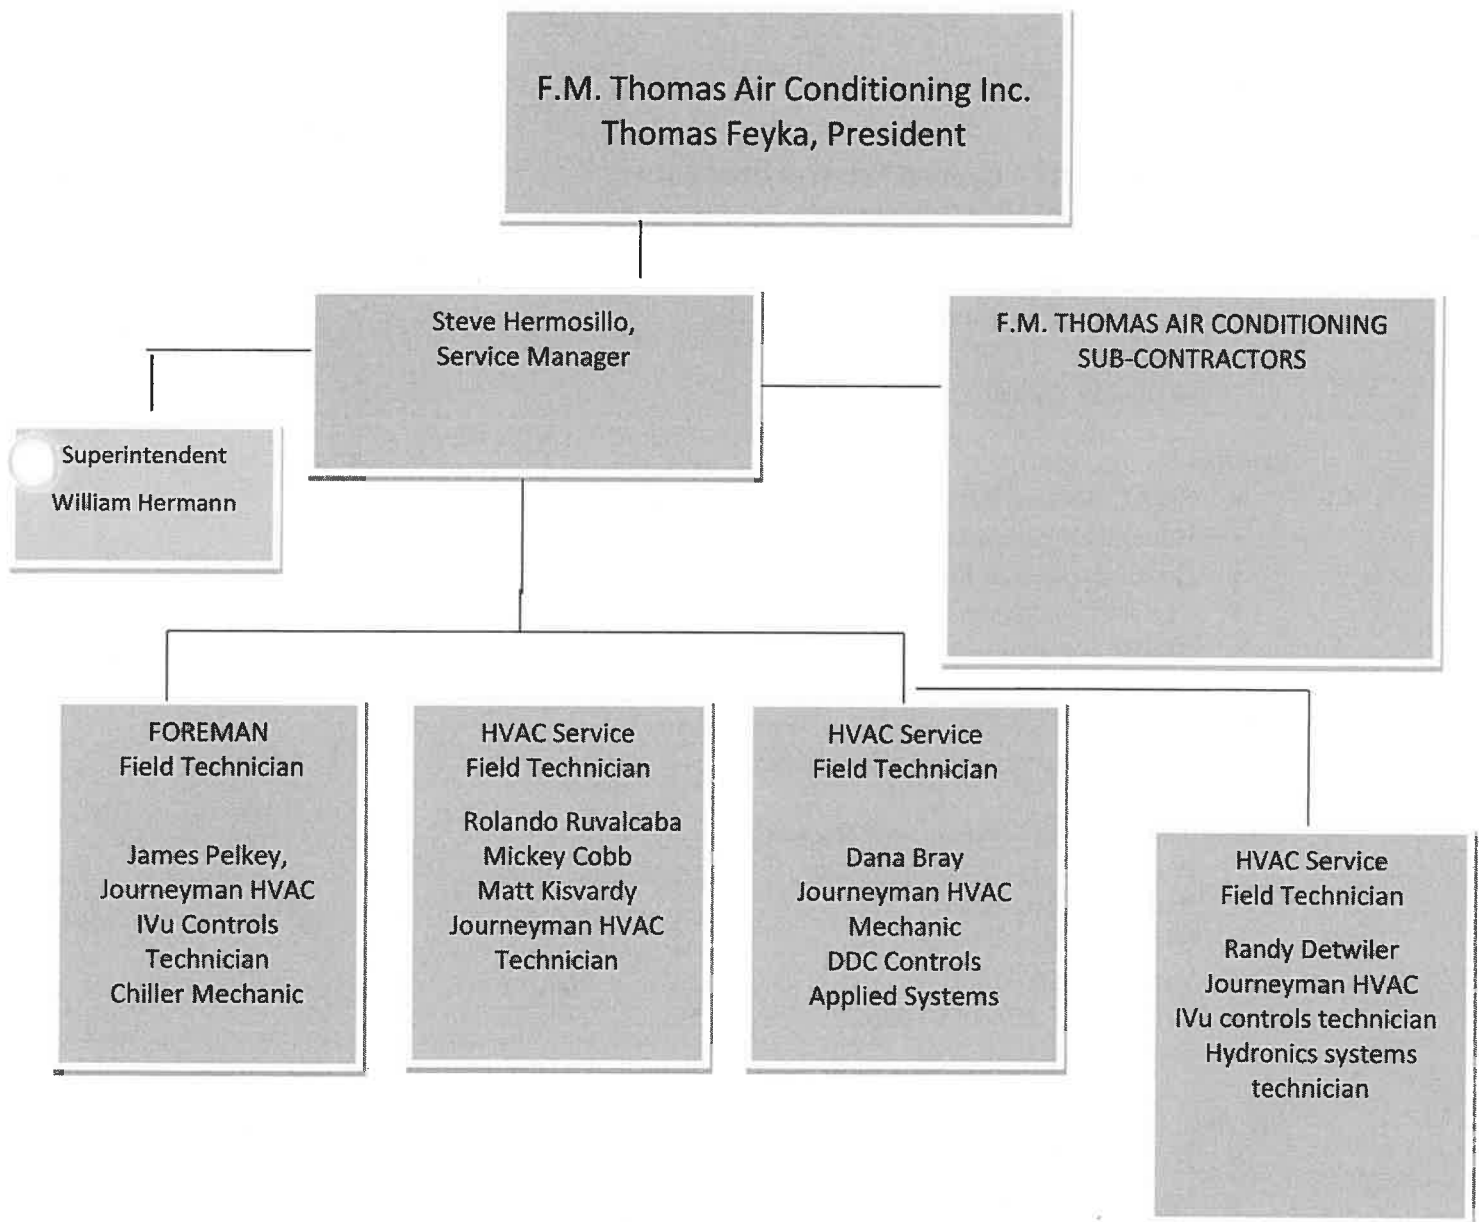 F.M. Thomas Air Conditioning Inc.
Thomas Feyka, President
Steve Hermosillo,
Service Manager
F.M. THOMAS AIR CONDITIONING
SUB-CONTRACTORS
Superintendent
William Hermann
FOREMAN
Field Technician
James Pelkey,
Journeyman HVAC
IVu Controls
Technician
Chiller Mechanic
HVAC Service
Field Technician
Rolando Ruvalcaba
Mickey Cobb
Matt Kisvardy
Journeyman HVAC
Technician
HVAC Service
Field Technician
Dana Bray
Journeyman HVAC
Mechanic
DDC Controls
Applied Systems
HVAC Service
Field Technician
Randy Detwiler
Journeyman HVAC
IVu controls technician
Hydronics systems
technician